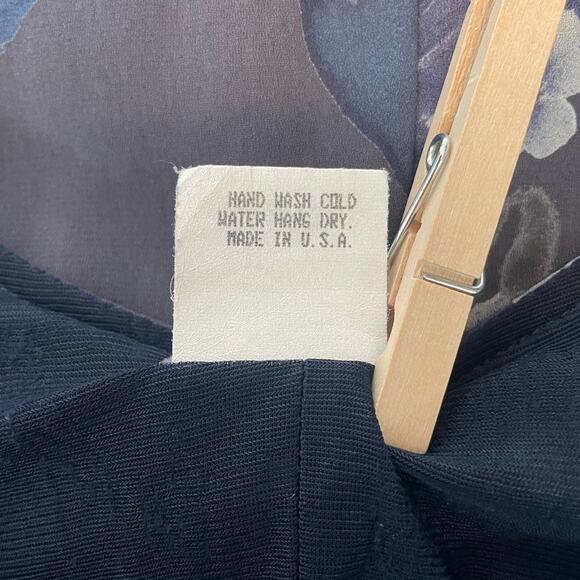 HAND WASH COLD
WATER HANG DRY.
MADE IN U.S.A.